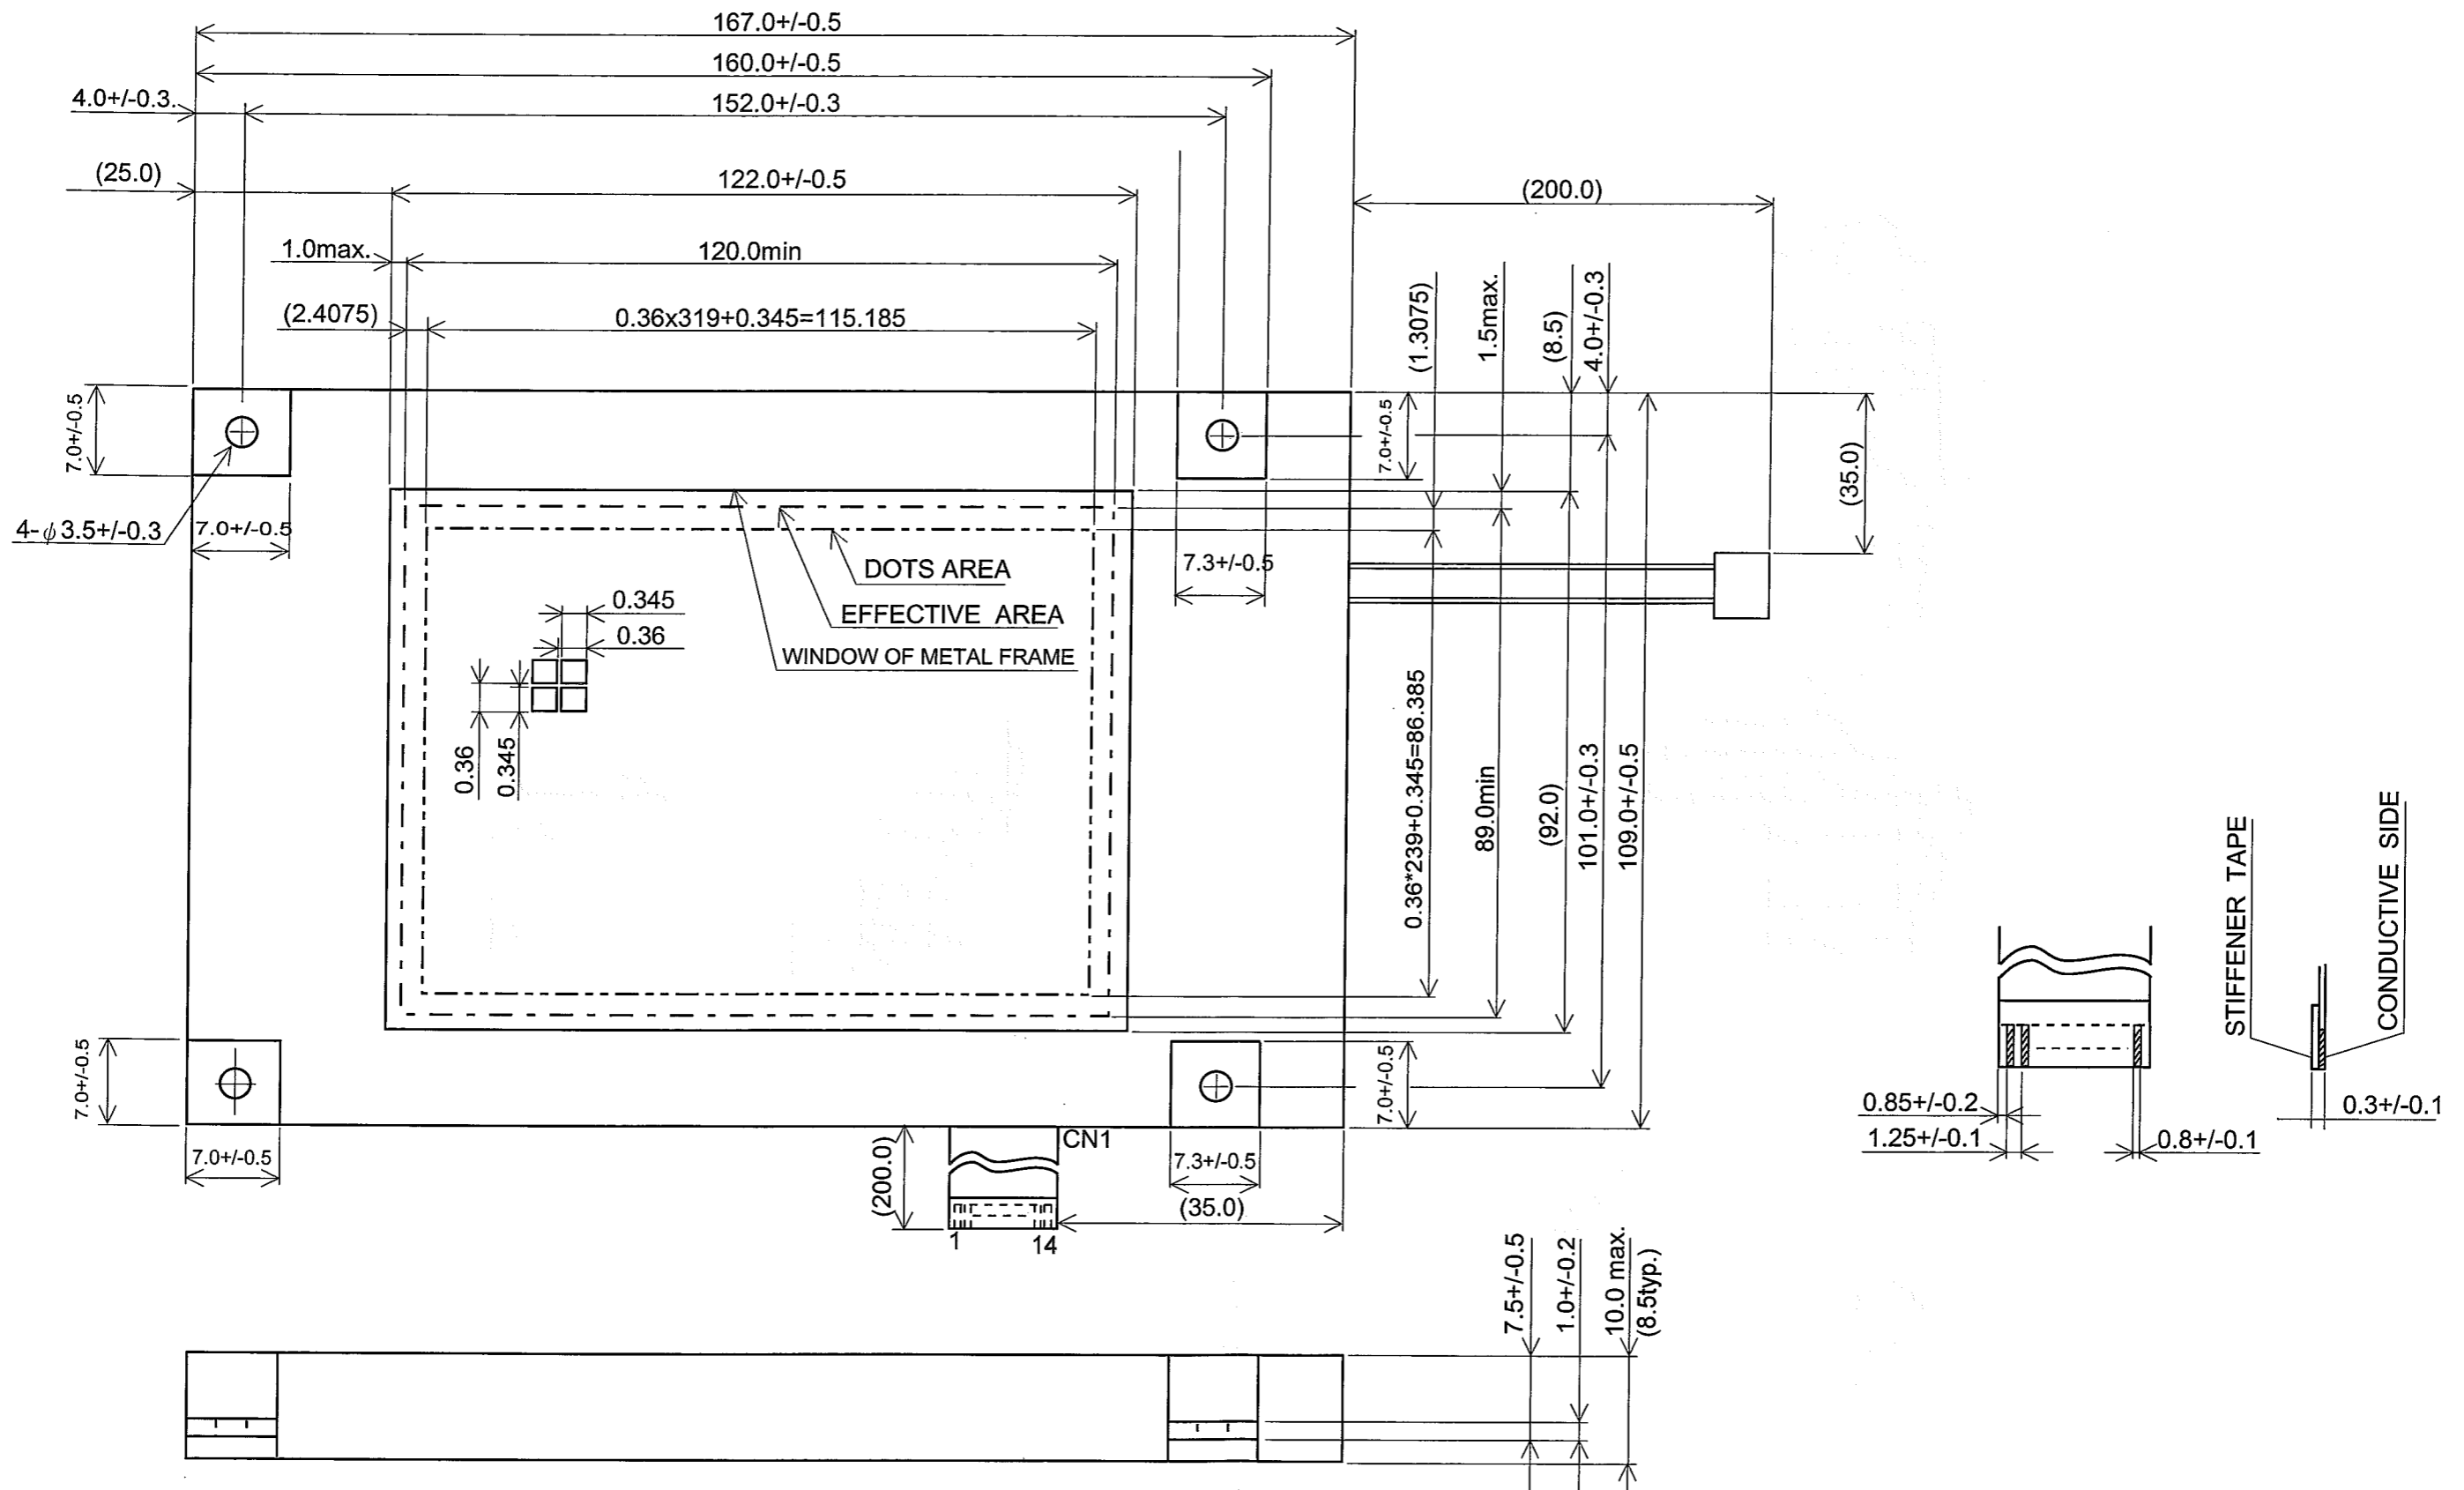 167.0+/-0.5
160.0+/-0.5
4.0+/-0.3.
152.0+/-0.3
(25.0)
122.0+/-0.5
(200.0)
1.0max.
120.0min
(2.4075)
0.36x319+0.345=115.185
(1.3075)
1.5max.
(8.5)
4.0+/-0.3
7.0+/-0.5
7.0+/-0.5
(35.0)
4-φ3.5+/-0.3
7.0+/-0.5
7.3+/-0.5
DOTS AREA
EFFECTIVE AREA
WINDOW OF METAL FRAME
0.345
0.36
0.36
0.345
0.36*239+0.345=86.385
89.0min
(92.0)
101.0+/-0.3
109.0+/-0.5
STIFFENER TAPE
CONDUCTIVE SIDE
7.0+/-0.5
7.0+/-0.5
0.85+/-0.2
0.3+/-0.1
1.25+/-0.1
0.8+/-0.1
7.0+/-0.5
(200.0)
CN1
7.3+/-0.5
(35.0)
1
14
7.5+/-0.5
1.0+/-0.2
10.0 max.
(8.5typ.)